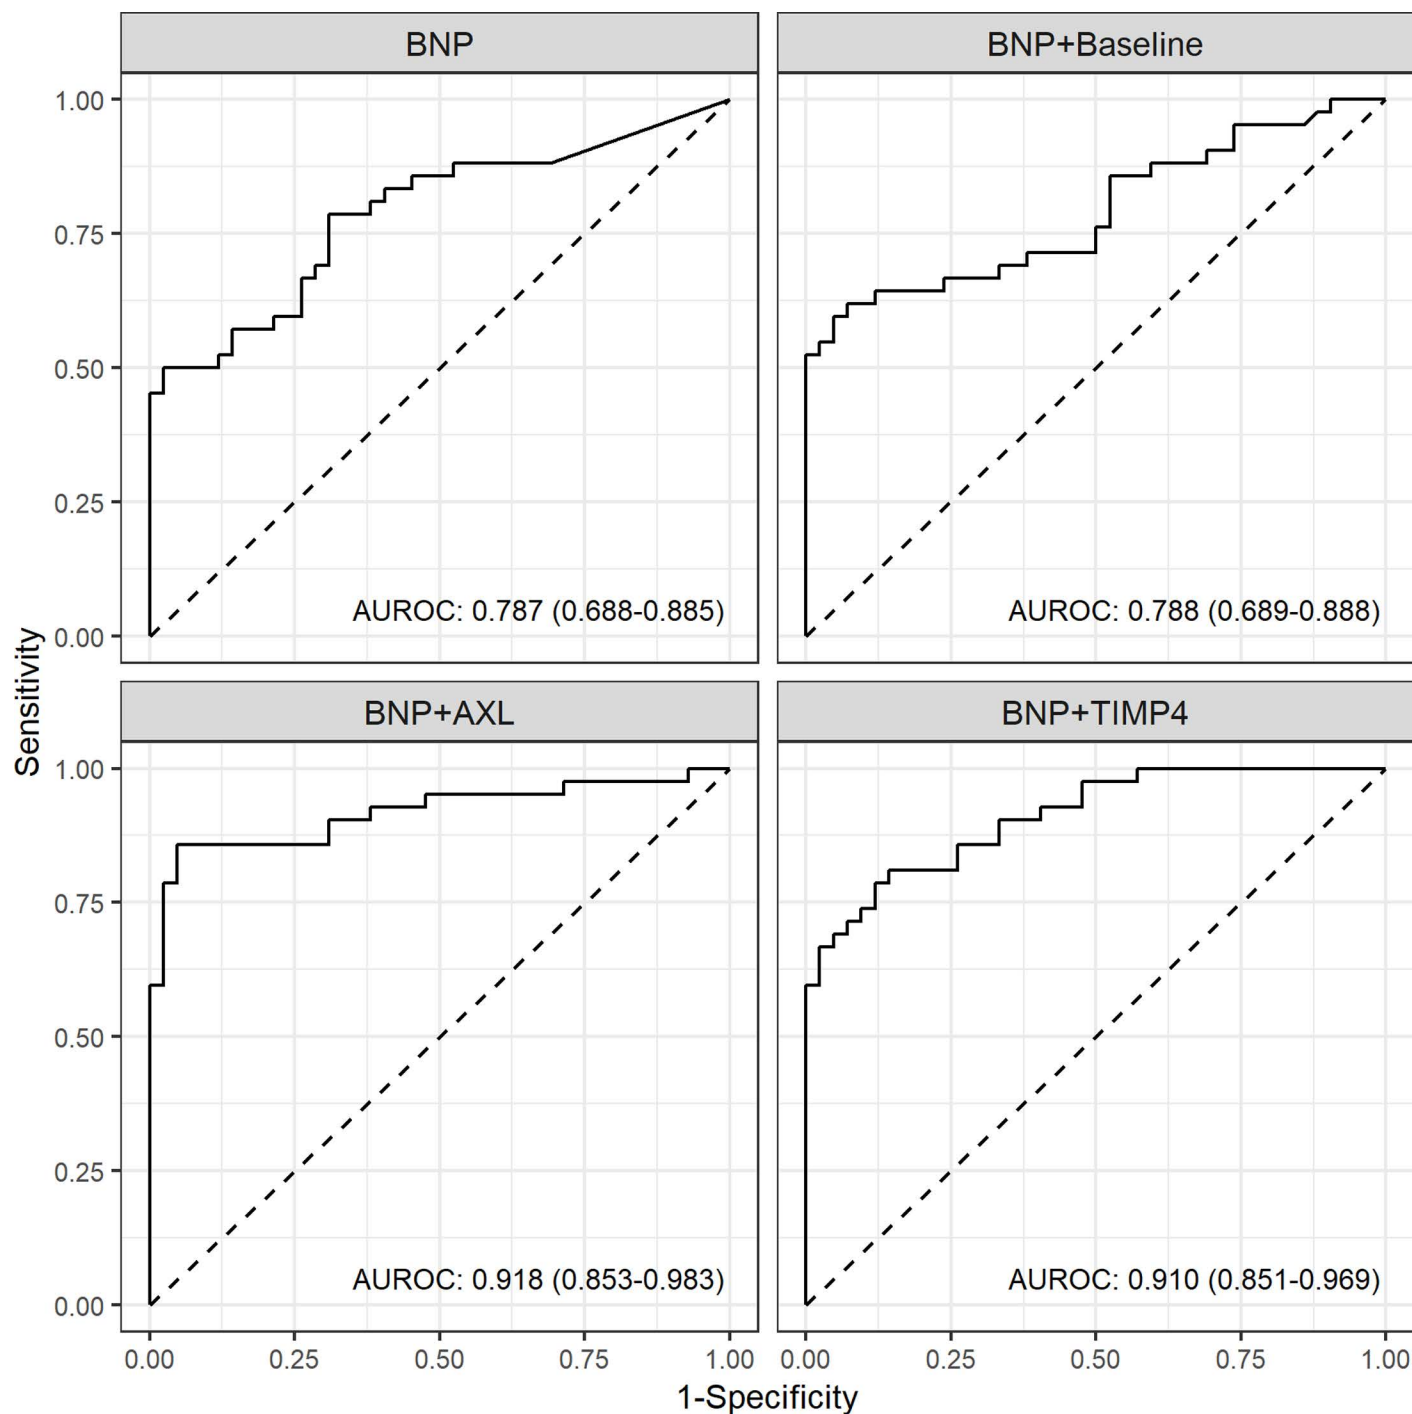 BNP
BNP+Baseline
1.00
0.75
0.50
0.25
0.00
AUROC: 0.787 (0.688-0.885)
AUROC: 0.788 (0.689-0.888)
Sensitivity
BNP+AXL
BNP+TIMP4
1.00
0.75
0.50
0.25
0.00
AUROC: 0.918 (0.853-0.983)
AUROC: 0.910 (0.851-0.969)
0.00 0.25 0.50 0.75 1.00
0.00 0.25 0.50 0.75 1.00
1-Specificity